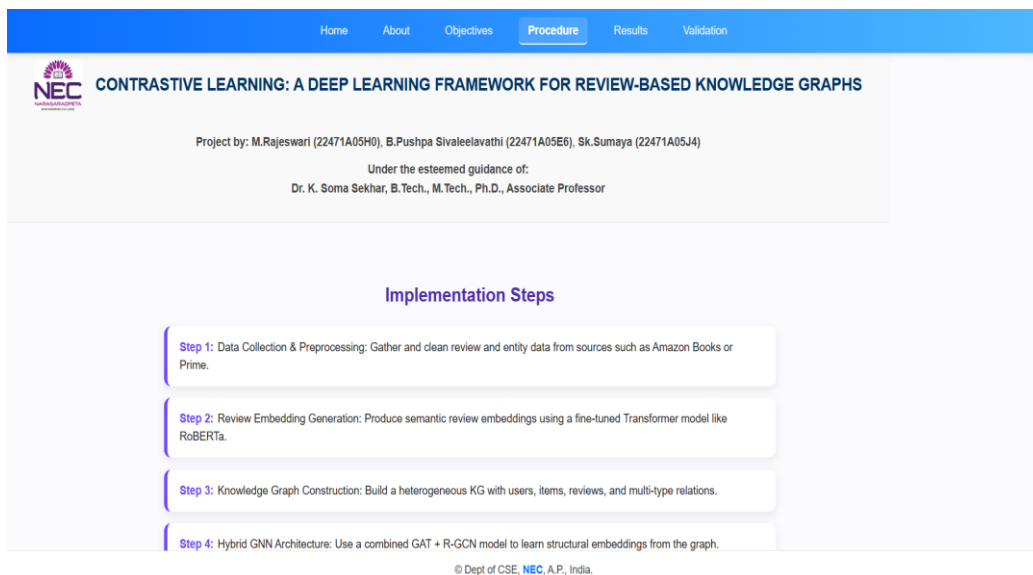 Home About Objectives Procedure Results Validation
NEC
NARASARAOPETA
ENGINEERING COLLEGE
CONTRASTIVE LEARNING: A DEEP LEARNING FRAMEWORK FOR REVIEW-BASED KNOWLEDGE GRAPHS
Project by: M.Rajeswari (22471A05H0), B.Pushpa Sivaleelavathi (22471A05E6), Sk.Sumaya (22471A05J4)
Under the esteemed guidance of:
Dr. K. Soma Sekhar, B.Tech., M.Tech., Ph.D., Associate Professor
Implementation Steps
Step 1: Data Collection & Preprocessing: Gather and clean review and entity data from sources such as Amazon Books or
Prime.
Step 2: Review Embedding Generation: Produce semantic review embeddings using a fine-tuned Transformer model like
RoBERTa.
Step 3: Knowledge Graph Construction: Build a heterogeneous KG with users, items, reviews, and multi-type relations.
Step 4: Hybrid GNN Architecture: Use a combined GAT + R-GCN model to learn structural embeddings from the graph.
© Dept of CSE, NEC, A.P., India.